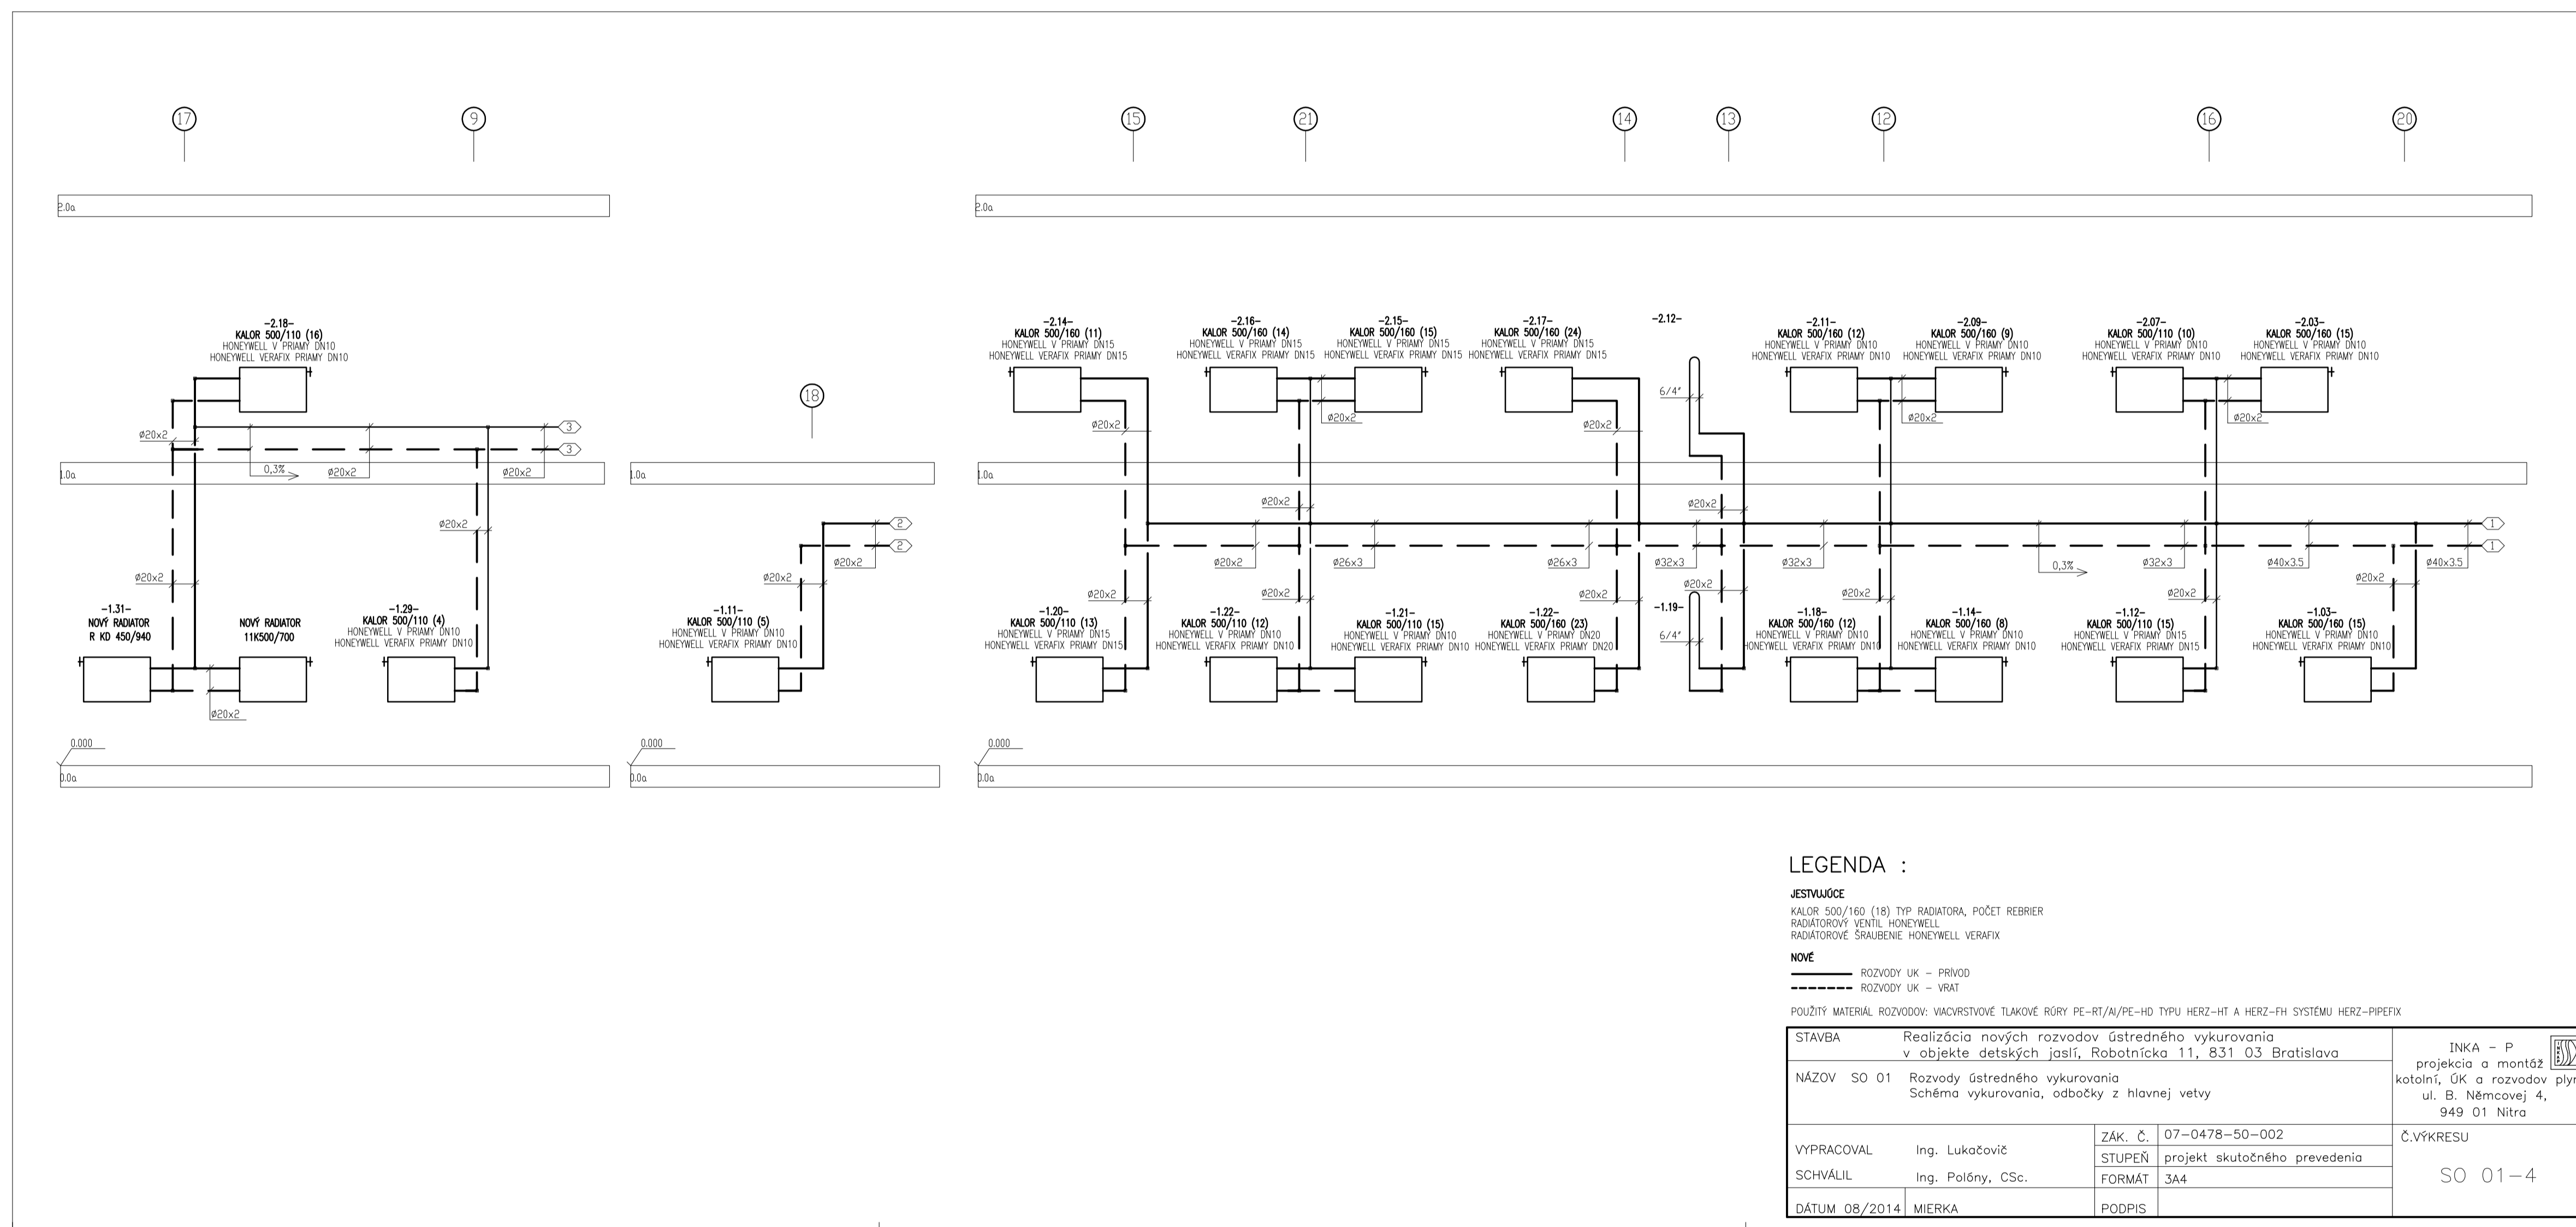 17
9
15
21
14
13
12
16
20
2.0a
2.0a
-2.18-
KALOR 500/110 (16)
HONEYWELL V PRIAMY DN10
HONEYWELL VERAFIX PRIAMY DN10
-2.14-
KALOR 500/160 (11)
HONEYWELL V PRIAMY DN15
HONEYWELL VERAFIX PRIAMY DN15
-2.16-
KALOR 500/160 (14)
HONEYWELL V PRIAMY DN15
HONEYWELL VERAFIX PRIAMY DN15
-2.15-
KALOR 500/160 (15)
HONEYWELL V PRIAMY DN15
HONEYWELL VERAFIX PRIAMY DN15
-2.17-
KALOR 500/160 (24)
HONEYWELL V PRIAMY DN15
HONEYWELL VERAFIX PRIAMY DN15
-2.12-
-2.11-
KALOR 500/160 (12)
HONEYWELL V PRIAMY DN10
HONEYWELL VERAFIX PRIAMY DN10
-2.09-
KALOR 500/160 (9)
HONEYWELL V PRIAMY DN10
HONEYWELL VERAFIX PRIAMY DN10
-2.07-
KALOR 500/110 (10)
HONEYWELL V PRIAMY DN10
HONEYWELL VERAFIX PRIAMY DN10
-2.03-
KALOR 500/160 (15)
HONEYWELL V PRIAMY DN10
HONEYWELL VERAFIX PRIAMY DN10
18
6/4"
ø20x2
ø20x2
ø20x2
ø20x2
ø20x2
ø20x2
3
3
0,3%
ø20x2
ø20x2
1.0a
1.0a
1.0a
ø20x2
ø20x2
ø20x2
2
2
1
1
ø20x2
ø20x2
ø26x3
ø26x3
ø32x3
ø32x3
0,3%
ø32x3
ø40x3.5
ø40x3.5
ø20x2
ø20x2
ø20x2
ø20x2
ø20x2
ø20x2
ø20x2
ø20x2
ø20x2
ø20x2
-1.31-
NOVÝ RADIATOR
R KD 450/940
NOVÝ RADIATOR
11K500/700
-1.29-
KALOR 500/110 (4)
HONEYWELL V PRIAMY DN10
HONEYWELL VERAFIX PRIAMY DN10
-1.11-
KALOR 500/110 (5)
HONEYWELL V PRIAMY DN10
HONEYWELL VERAFIX PRIAMY DN10
-1.20-
KALOR 500/110 (13)
HONEYWELL V PRIAMY DN15
HONEYWELL VERAFIX PRIAMY DN15
-1.22-
KALOR 500/110 (12)
HONEYWELL V PRIAMY DN10
HONEYWELL VERAFIX PRIAMY DN10
-1.21-
KALOR 500/110 (15)
HONEYWELL V PRIAMY DN10
HONEYWELL VERAFIX PRIAMY DN10
-1.22-
KALOR 500/160 (23)
HONEYWELL V PRIAMY DN20
HONEYWELL VERAFIX PRIAMY DN20
-1.19-
6/4"
-1.18-
KALOR 500/160 (12)
HONEYWELL V PRIAMY DN10
HONEYWELL VERAFIX PRIAMY DN10
-1.14-
KALOR 500/160 (8)
HONEYWELL V PRIAMY DN10
HONEYWELL VERAFIX PRIAMY DN10
-1.12-
KALOR 500/110 (15)
HONEYWELL V PRIAMY DN15
HONEYWELL VERAFIX PRIAMY DN15
-1.03-
KALOR 500/160 (15)
HONEYWELL V PRIAMY DN10
HONEYWELL VERAFIX PRIAMY DN10
ø20x2
0.000
0.000
0.000
0.0a
0.0a
0.0a
LEGENDA :
JESTVUJÚCE
KALOR 500/160 (18) TYP RADIATORA, POČET REBRIER
RADIÁTOROVÝ VENTIL HONEYWELL
RADIÁTOROVÉ ŠRAUBENIE HONEYWELL VERAFIX
NOVÉ
ROZVODY UK - PRÍVOD
ROZVODY UK - VRAT
POUŽITÝ MATERIÁL ROZVODOV: VIACVRSTVOVÉ TLAKOVÉ RÚRY PE-RT/Al/PE-HD TYPU HERZ-HT A HERZ-FH SYSTÉMU HERZ-PIPEFIX
STAVBA Realizácia nových rozvodov ústredného vykurovania
v objekte detských jaslí, Robotnícka 11, 831 03 Bratislava
NÁZOV SO 01 Rozvody ústredného vykurovania
Schéma vykurovania, odbočky z hlavnej vetvy
INKA - P
projekcia a montáž
kotolní, ÚK a rozvodov
ul. B. Němcovej 4,
949 01 Nitra
VYPRACOVAL Ing. Lukačovič
SCHVÁLIL Ing. Polóny, CSc.
ZÁK. Č. 07-0478-50-002
STUPEŇ projekt skutočného prevedenia
FORMÁT 3A4
DÁTUM 08/2014 MIERKA
PODPIS
Č.VÝKRESU
SO 01-4